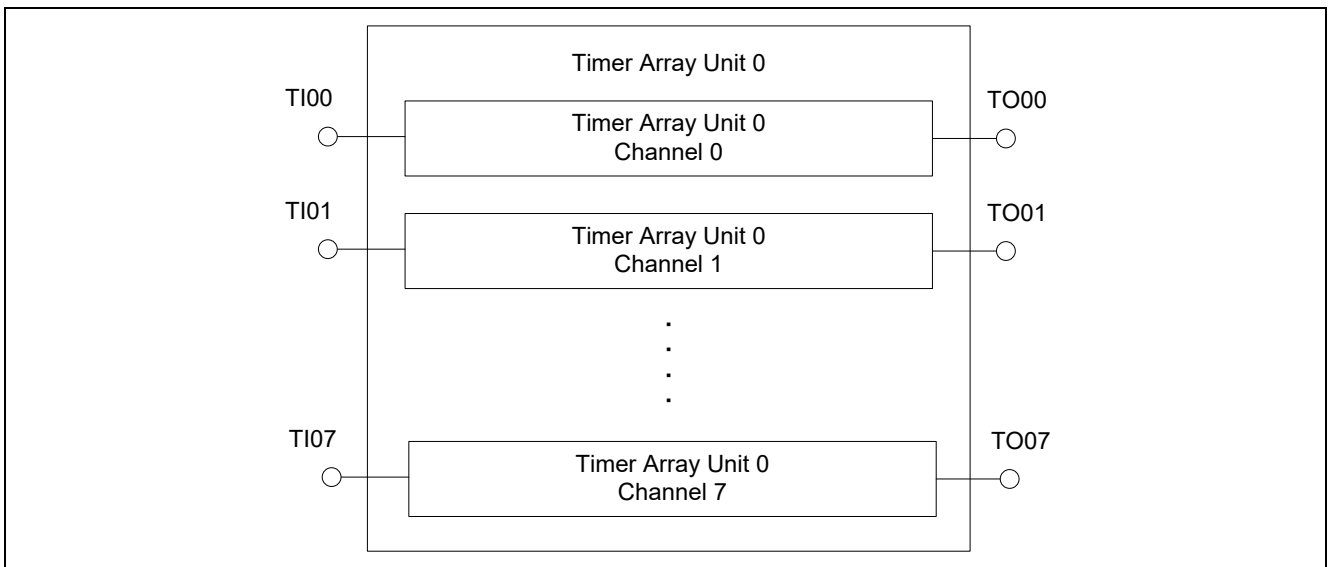 Timer Array Unit 0
TI00
Timer Array Unit 0
Channel 0
TO00
TI01
Timer Array Unit 0
Channel 1
TO01
TI07
Timer Array Unit 0
Channel 7
TO07